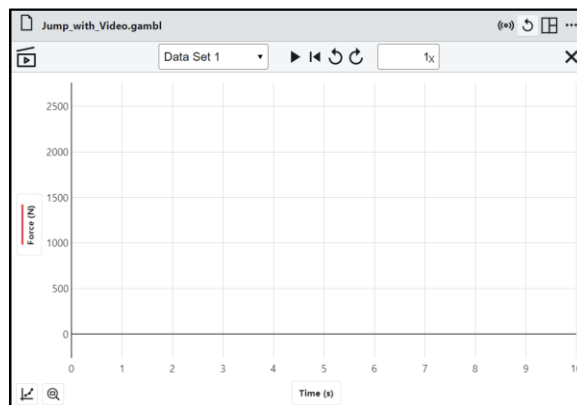 Jump_with_Video.gambl
Data Set 1
1x
2500
2000
1500
1000
500
0
Force (N)
0 1 2 3 4 5 6 7 8 9 10
Time (s)